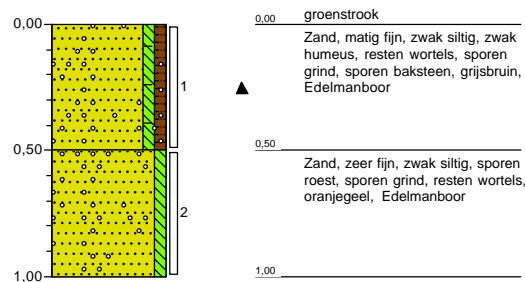 groenstrook
0,00
0,00
Zand, matig fijn, zwak siltig, zwak
humeus, resten wortels, sporen
grind, sporen baksteen, grijsbruin,
Edelmanboor
1
0,50
0,50
Zand, zeer fijn, zwak siltig, sporen
roest, sporen grind, resten wortels,
oranjegeel, Edelmanboor
2
1,00
1,00